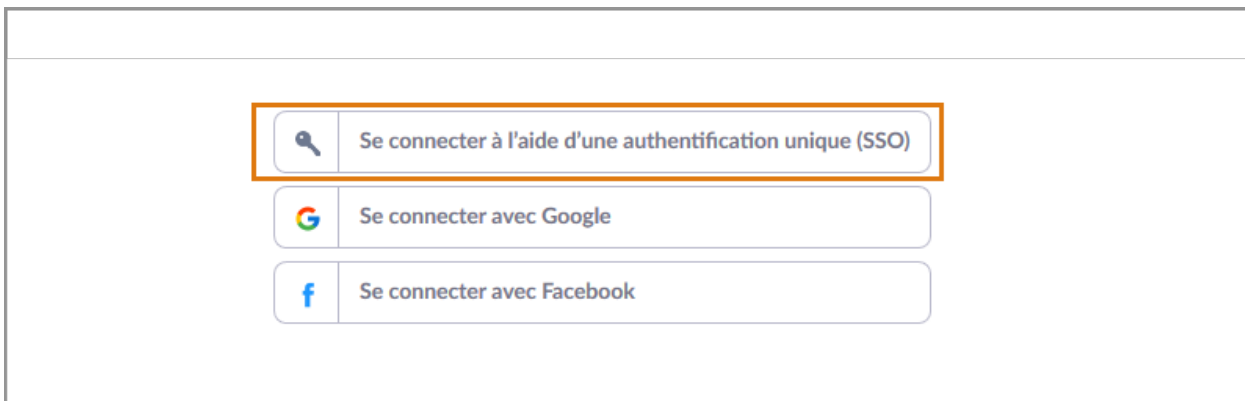 Se connecter à l’aide d’une authentification unique (SSO)
Se connecter avec Google
Se connecter avec Facebook